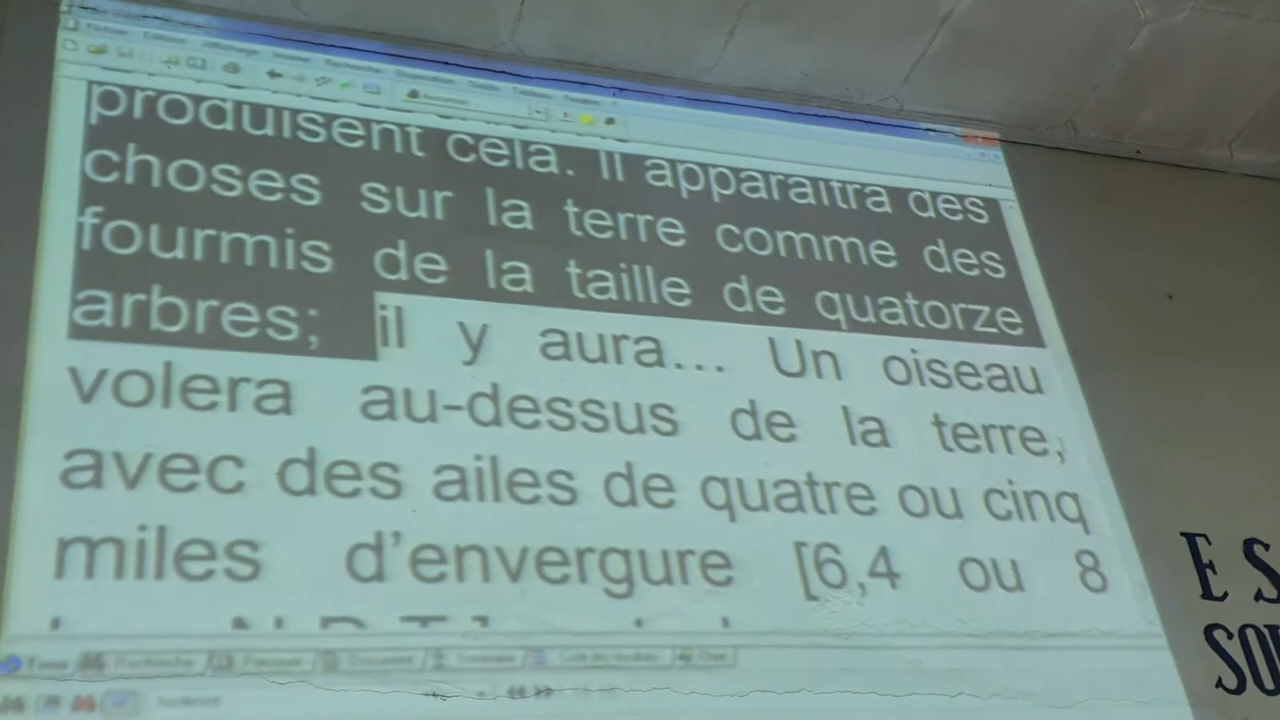 produisent cela. Il apparaîtra des
choses sur la terre comme des
fourmis de la taille de quatorze
arbres; il y aura... Un oiseau
volera au-dessus de la terre,
avec des ailes de quatre ou cinq
miles d'envergure [6,4 ou 8
E S
SO